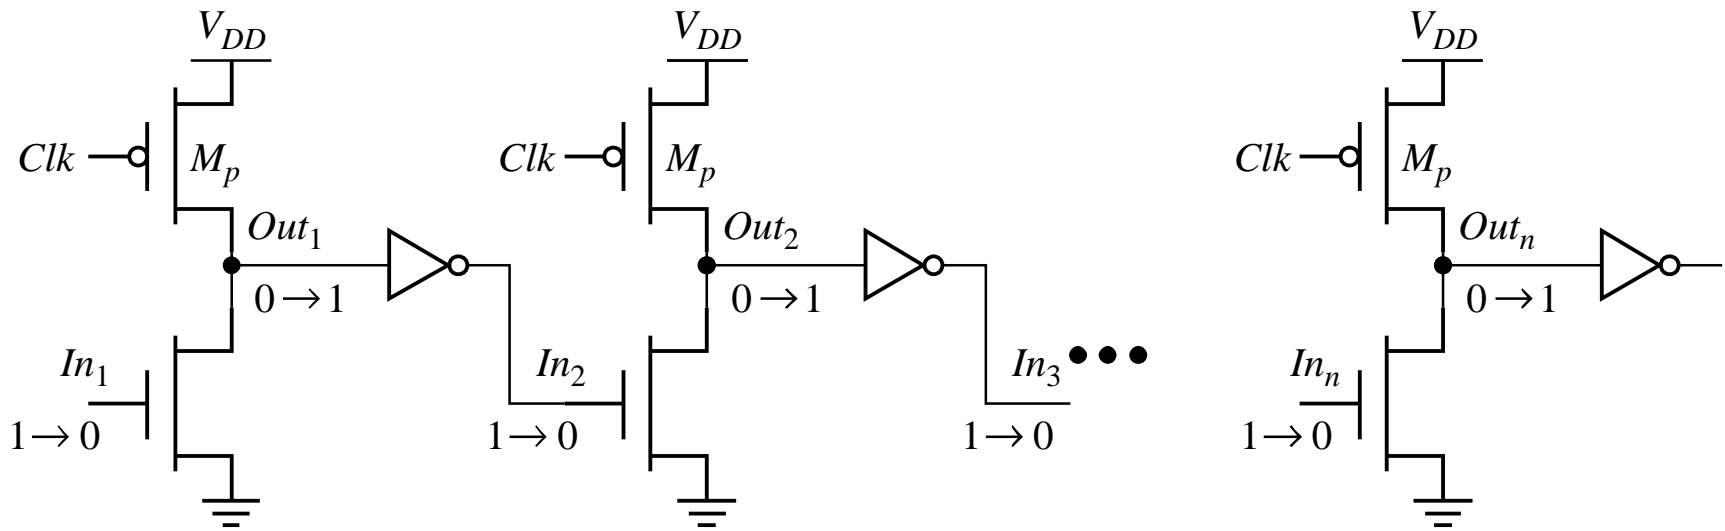 V_DD V_DD V_DD
Clk M_p Clk M_p Clk M_p
Out_1 Out_2 Out_n
0→1 0→1 0→1
In_1 In_2 In_3 ••• In_n
1→0 1→0 1→0 1→0